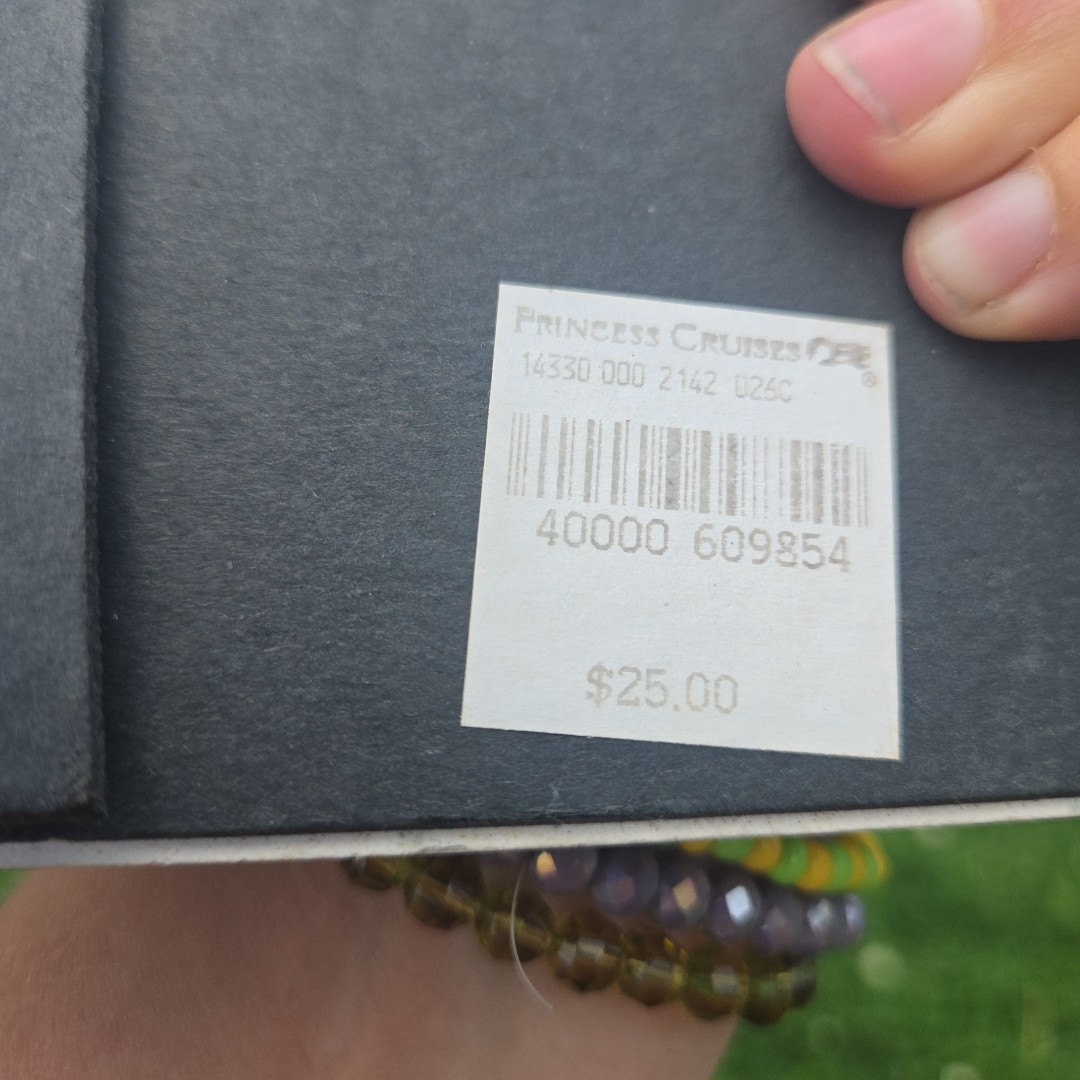 PRINCESS CRUISES
®
14330 000 2142 026C
40000 609854
$25.00